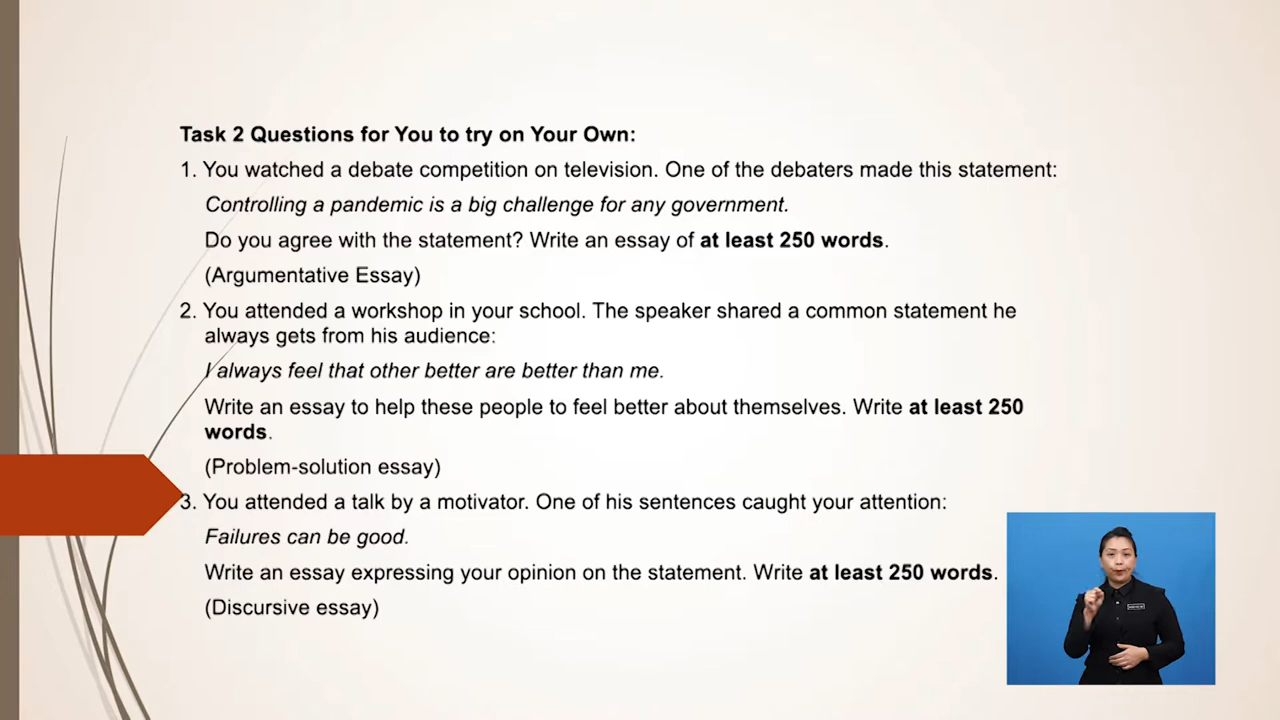 Task 2 Questions for You to try on Your Own:
1. You watched a debate competition on television. One of the debaters made this statement:
Controlling a pandemic is a big challenge for any government.
Do you agree with the statement? Write an essay of at least 250 words.
(Argumentative Essay)
2. You attended a workshop in your school. The speaker shared a common statement he
always gets from his audience:
I always feel that other better are better than me.
Write an essay to help these people to feel better about themselves. Write at least 250
words.
(Problem-solution essay)
3. You attended a talk by a motivator. One of his sentences caught your attention:
Failures can be good.
Write an essay expressing your opinion on the statement. Write at least 250 words.
(Discursive essay)